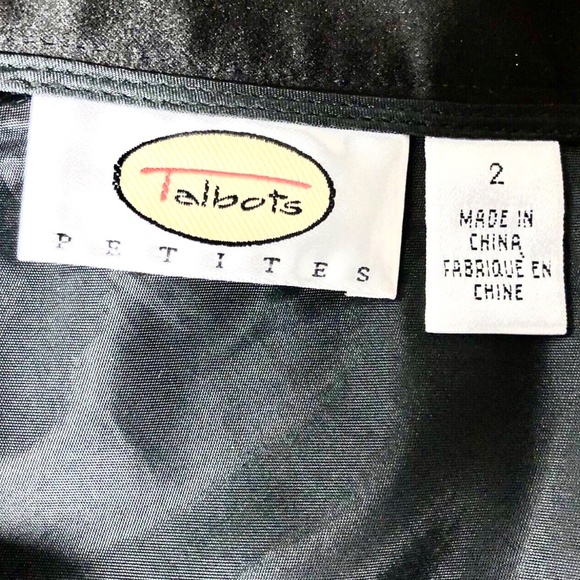 Talbots
PETITES
2
MADE IN
CHINA
FABRIQUÉ EN
CHINE